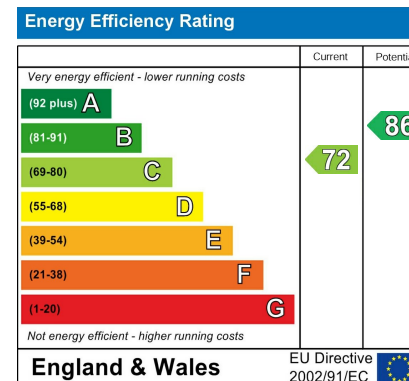 Energy Efficiency Rating
Current Potentia
Very energy efficient - lower running costs
(92 plus) A
(81-91) B
(69-80) C
(55-68) D
(39-54) E
(21-38) F
(1-20) G
72
86
Not energy efficient - higher running costs
England & Wales
EU Directive
2002/91/EC